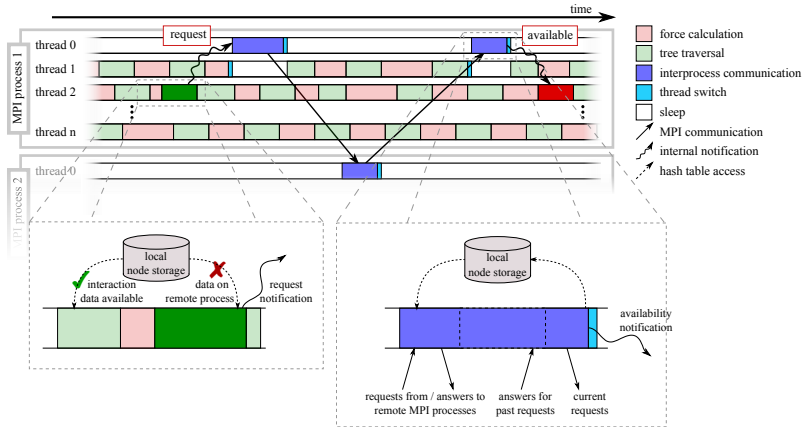 time
request
available
MPI process 1
thread 0
thread 1
thread 2
thread n
MPI process 2
thread 0
force calculation
tree traversal
interprocess communication
thread switch
sleep
MPI communication
internal notification
hash table access
local
node storage
interaction
data available
data on
remote process
request
notification
local
node storage
availability
notification
requests from / answers to
remote MPI processes
answers for
past requests
current
requests